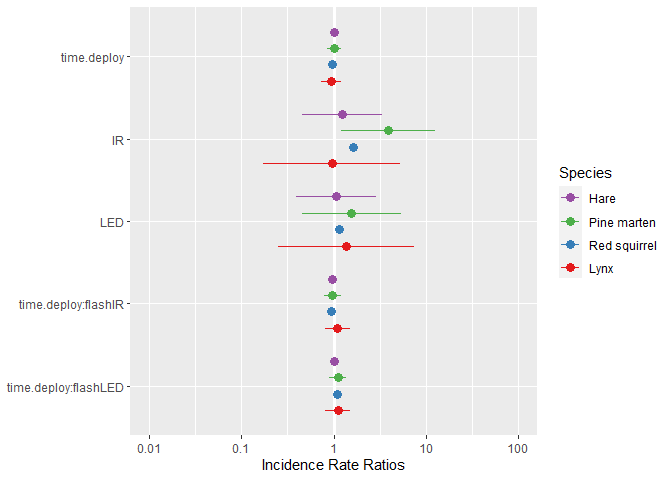 time.deploy
IR
LED
time.deploy:flashIR
time.deploy:flashLED
0.01 0.1 1 10 100
Incidence Rate Ratios
Species
Hare
Pine marten
Red squirrel
Lynx